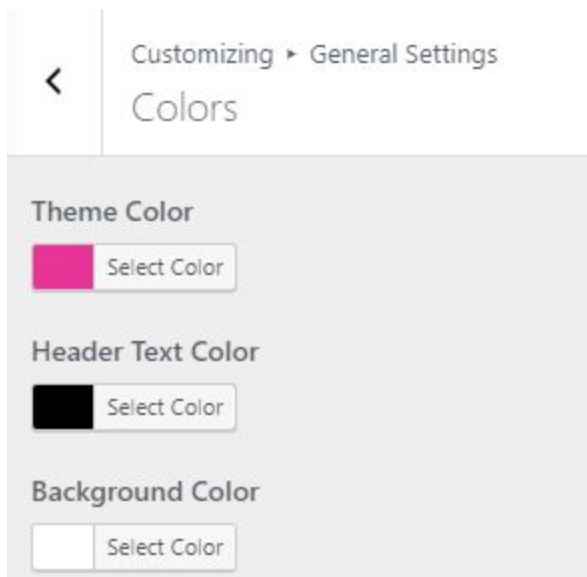 Customizing ▸ General Settings
Colors
Theme Color
Select Color
Header Text Color
Select Color
Background Color
Select Color